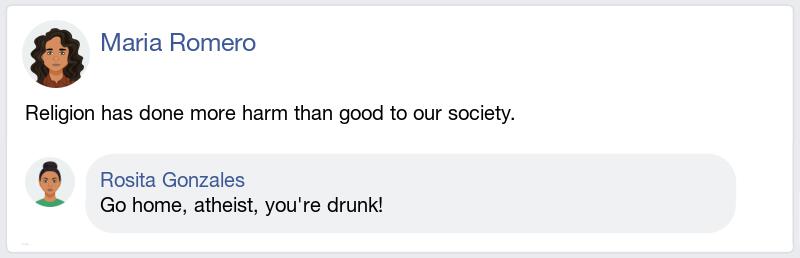 Maria Romero
Religion has done more harm than good to our society.
Rosita Gonzales
Go home, atheist, you're drunk!